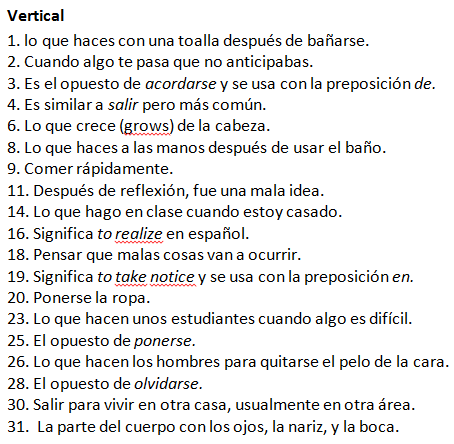 Vertical
1. lo que haces con una toalla después de bañarse.
2. Cuando algo te pasa que no anticipabas.
3. Es el opuesto de acordarse y se usa con la preposición de.
4. Es similar a salir pero más común.
6. Lo que crece (grows) de la cabeza.
8. Lo que haces a las manos después de usar el baño.
9. Comer rápidamente.
11. Después de reflexión, fue una mala idea.
14. Lo que hago en clase cuando estoy casado.
16. Significa to realize en español.
18. Pensar que malas cosas van a ocurrir.
19. Significa to take notice y se usa con la preposición en.
20. Ponerse la ropa.
23. Lo que hacen unos estudiantes cuando algo es difícil.
25. El opuesto de ponerse.
26. Lo que hacen los hombres para quitarse el pelo de la cara.
28. El opuesto de olvidarse.
30. Salir para vivir en otra casa, usualmente en otra área.
31.  La parte del cuerpo con los ojos, la nariz, y la boca.